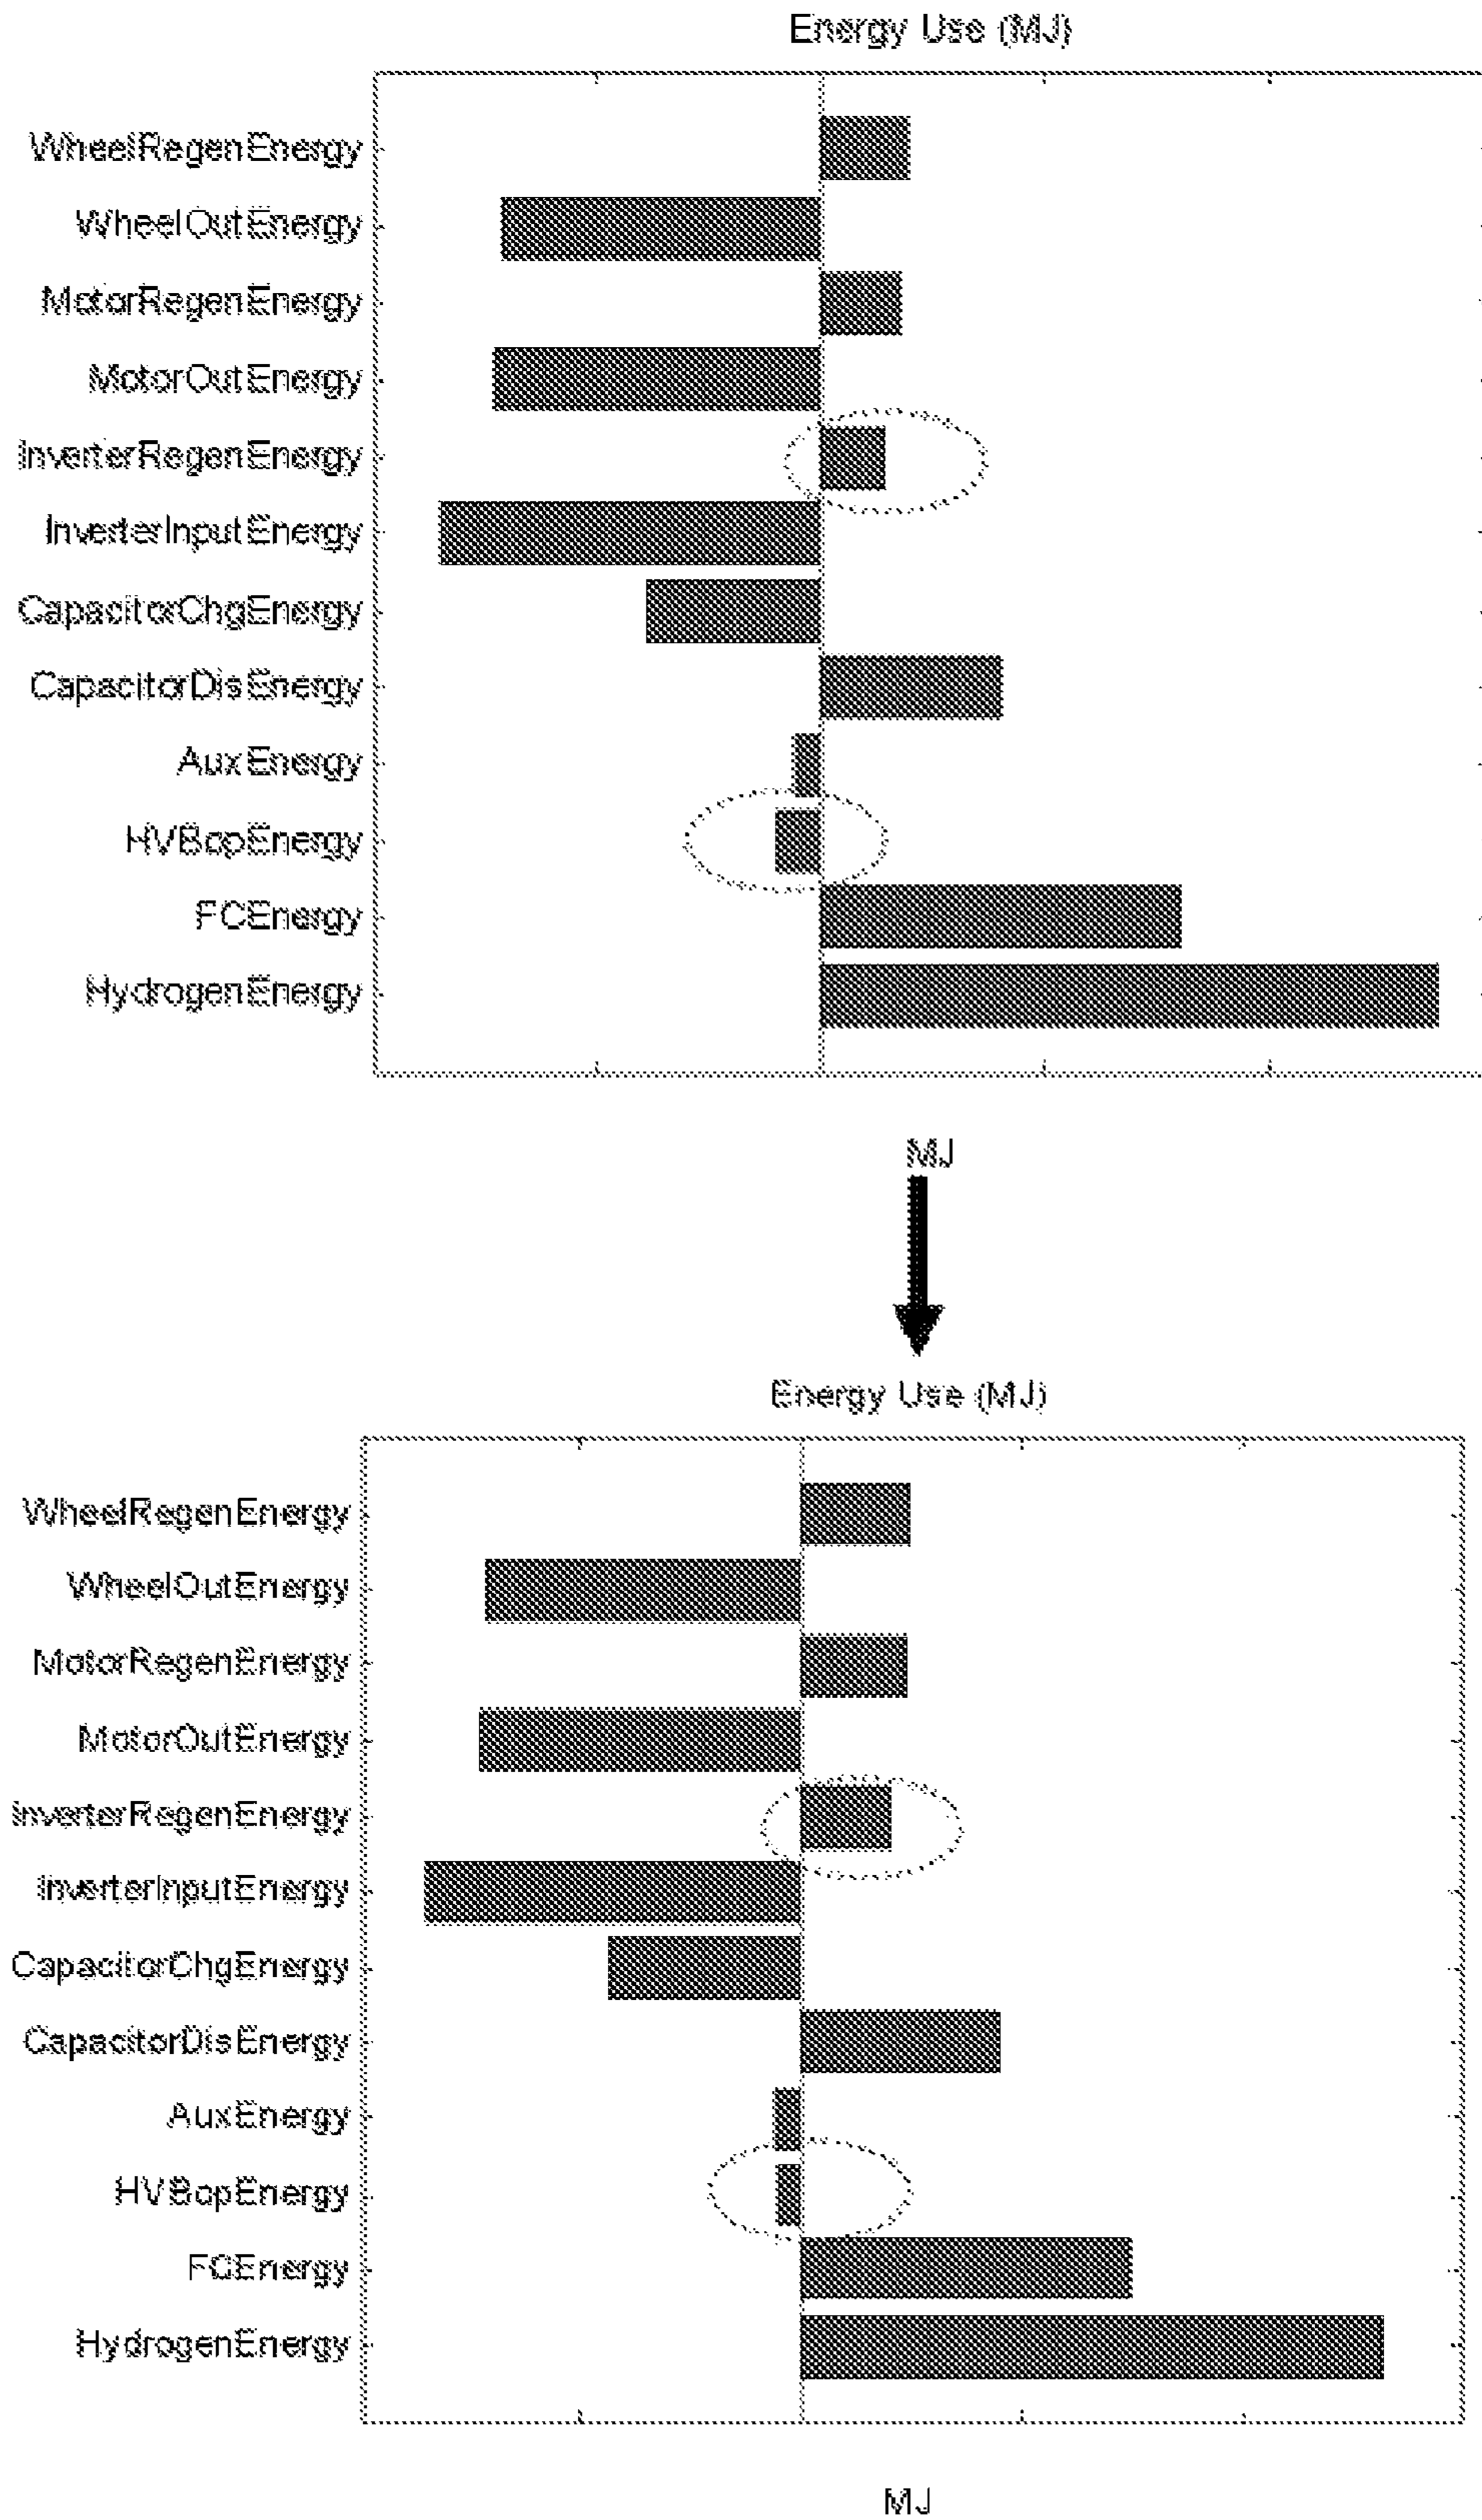 Energy Use (MJ)
WheelRegenEnergy
WheelOutEnergy
MotorRegenEnergy
MotorOutEnergy
InverterRegenEnergy
InverterInputEnergy
CapacitorChgEnergy
CapacitorDisEnergy
AuxEnergy
HVBopEnergy
FCEnergy
HydrogenEnergy
MJ
Energy Use (MJ)
WheelRegenEnergy
WheelOutEnergy
MotorRegenEnergy
MotorOutEnergy
InverterRegenEnergy
InverterInputEnergy
CapacitorChgEnergy
CapacitorDisEnergy
AuxEnergy
HVBopEnergy
FCEnergy
HydrogenEnergy
MJ